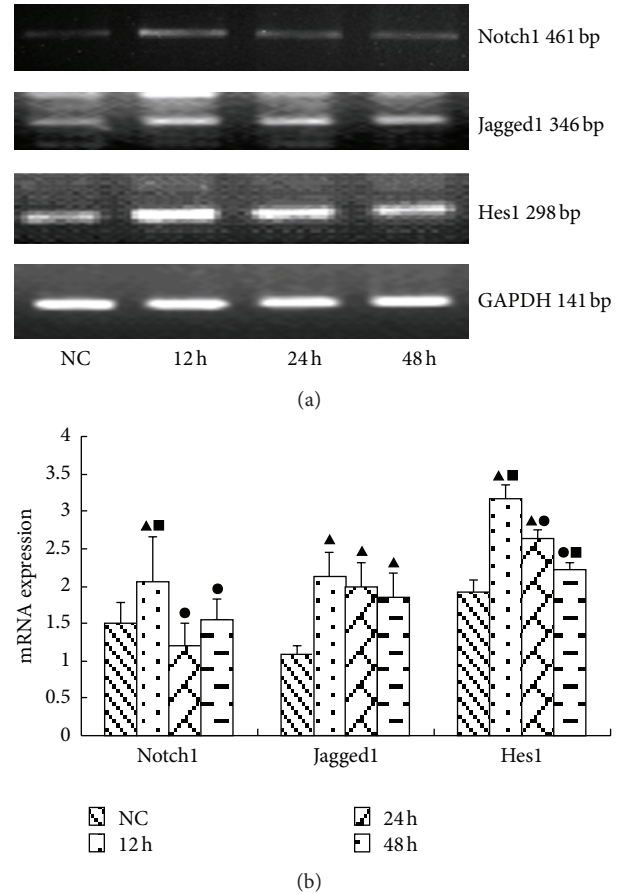 Notch1 461 bp
Jagged1 346 bp
Hes1 298 bp
GAPDH 141 bp
NC 12 h 24 h 48 h
(a)
4
3.5
3
2.5
2
1.5
1
0.5
0
mRNA expression
Notch1 Jagged1 Hes1
NC 24 h
12 h 48 h
(b)